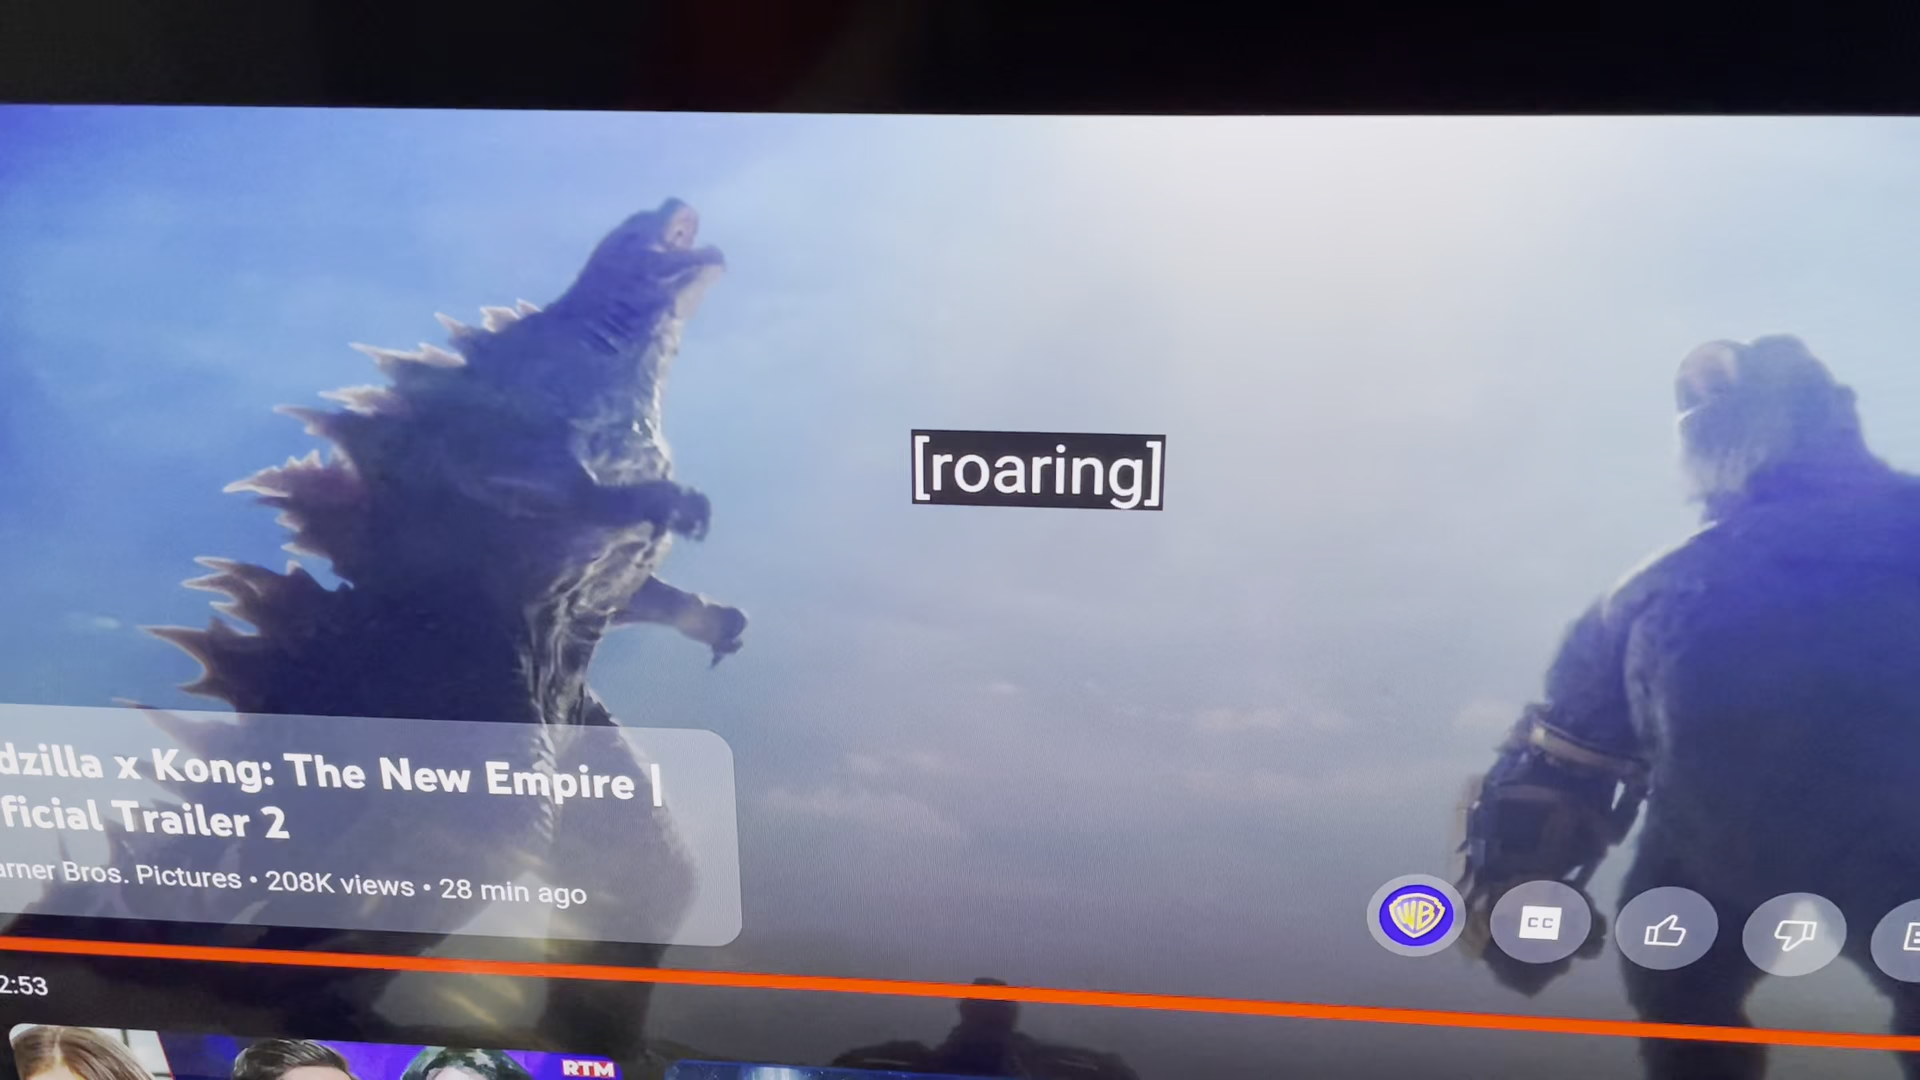 [roaring]
dzilla x Kong: The New Empire |
ficial Trailer 2
arner Bros. Pictures • 208K views • 28 min ago
WB
CC
2:53
RTM